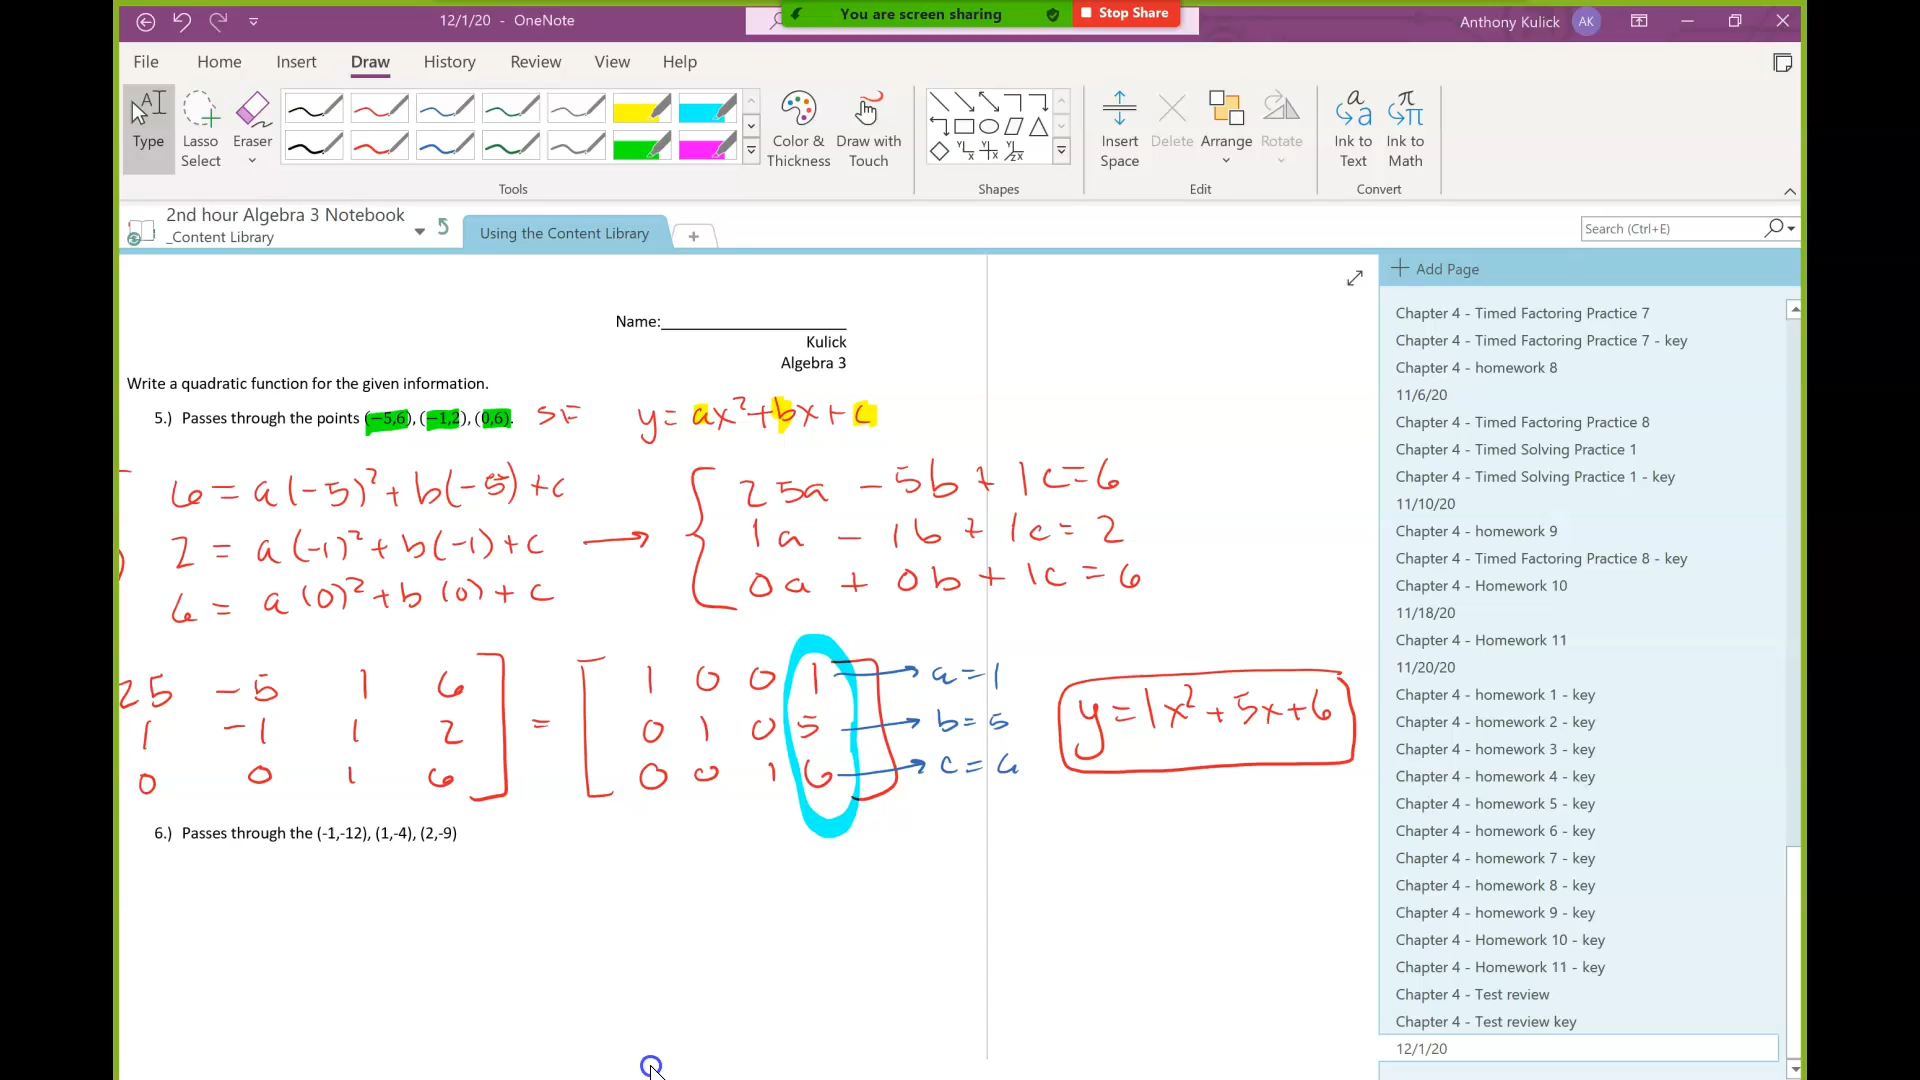 12/1/20 - OneNote
You are screen sharing
Stop Share
Anthony Kulick
AK
File Home Insert Draw History Review View Help
Type
Lasso Select
Eraser
Color & Thickness
Draw with Touch
Insert Space
Delete
Arrange
Rotate
Ink to Text
Ink to Math
Tools
Shapes
Edit
Convert
2nd hour Algebra 3 Notebook
_Content Library
Using the Content Library
Search (Ctrl+E)
Name:____________________
Kulick
Algebra 3
Write a quadratic function for the given information.
5.) Passes through the points (−5,6), (−1,2), (0,6). SF y = ax² + bx + c
6 = a(-5)² + b(-5) + c
2 = a(-1)² + b(-1) + c
6 = a(0)² + b(0) + c
25a - 5b + 1c = 6
1a - 1b + 1c = 2
0a + 0b + 1c = 6
25 -5 1 6
1 -1 1 2
0 0 1 6
=
1 0 0 1
0 1 0 5
0 0 1 6
a = 1
b = 5
c = 6
y = 1x² + 5x + 6
6.) Passes through the (-1,-12), (1,-4), (2,-9)
Add Page
Chapter 4 - Timed Factoring Practice 7
Chapter 4 - Timed Factoring Practice 7 - key
Chapter 4 - homework 8
11/6/20
Chapter 4 - Timed Factoring Practice 8
Chapter 4 - Timed Solving Practice 1
Chapter 4 - Timed Solving Practice 1 - key
11/10/20
Chapter 4 - homework 9
Chapter 4 - Timed Factoring Practice 8 - key
Chapter 4 - Homework 10
11/18/20
Chapter 4 - Homework 11
11/20/20
Chapter 4 - homework 1 - key
Chapter 4 - homework 2 - key
Chapter 4 - homework 3 - key
Chapter 4 - homework 4 - key
Chapter 4 - homework 5 - key
Chapter 4 - homework 6 - key
Chapter 4 - homework 7 - key
Chapter 4 - homework 8 - key
Chapter 4 - homework 9 - key
Chapter 4 - Homework 10 - key
Chapter 4 - Homework 11 - key
Chapter 4 - Test review
Chapter 4 - Test review key
12/1/20